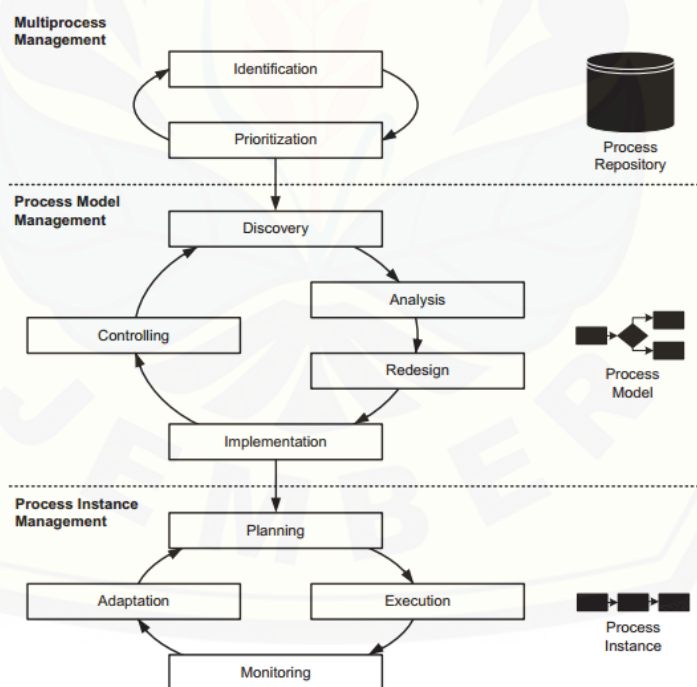 Multiprocess
Management
Identification
Prioritization
Process
Repository
Process Model
Management
Discovery
Analysis
Controlling
Redesign
Process
Model
Implementation
Process Instance
Management
Planning
Adaptation
Execution
Process
Instance
Monitoring
JEMBER